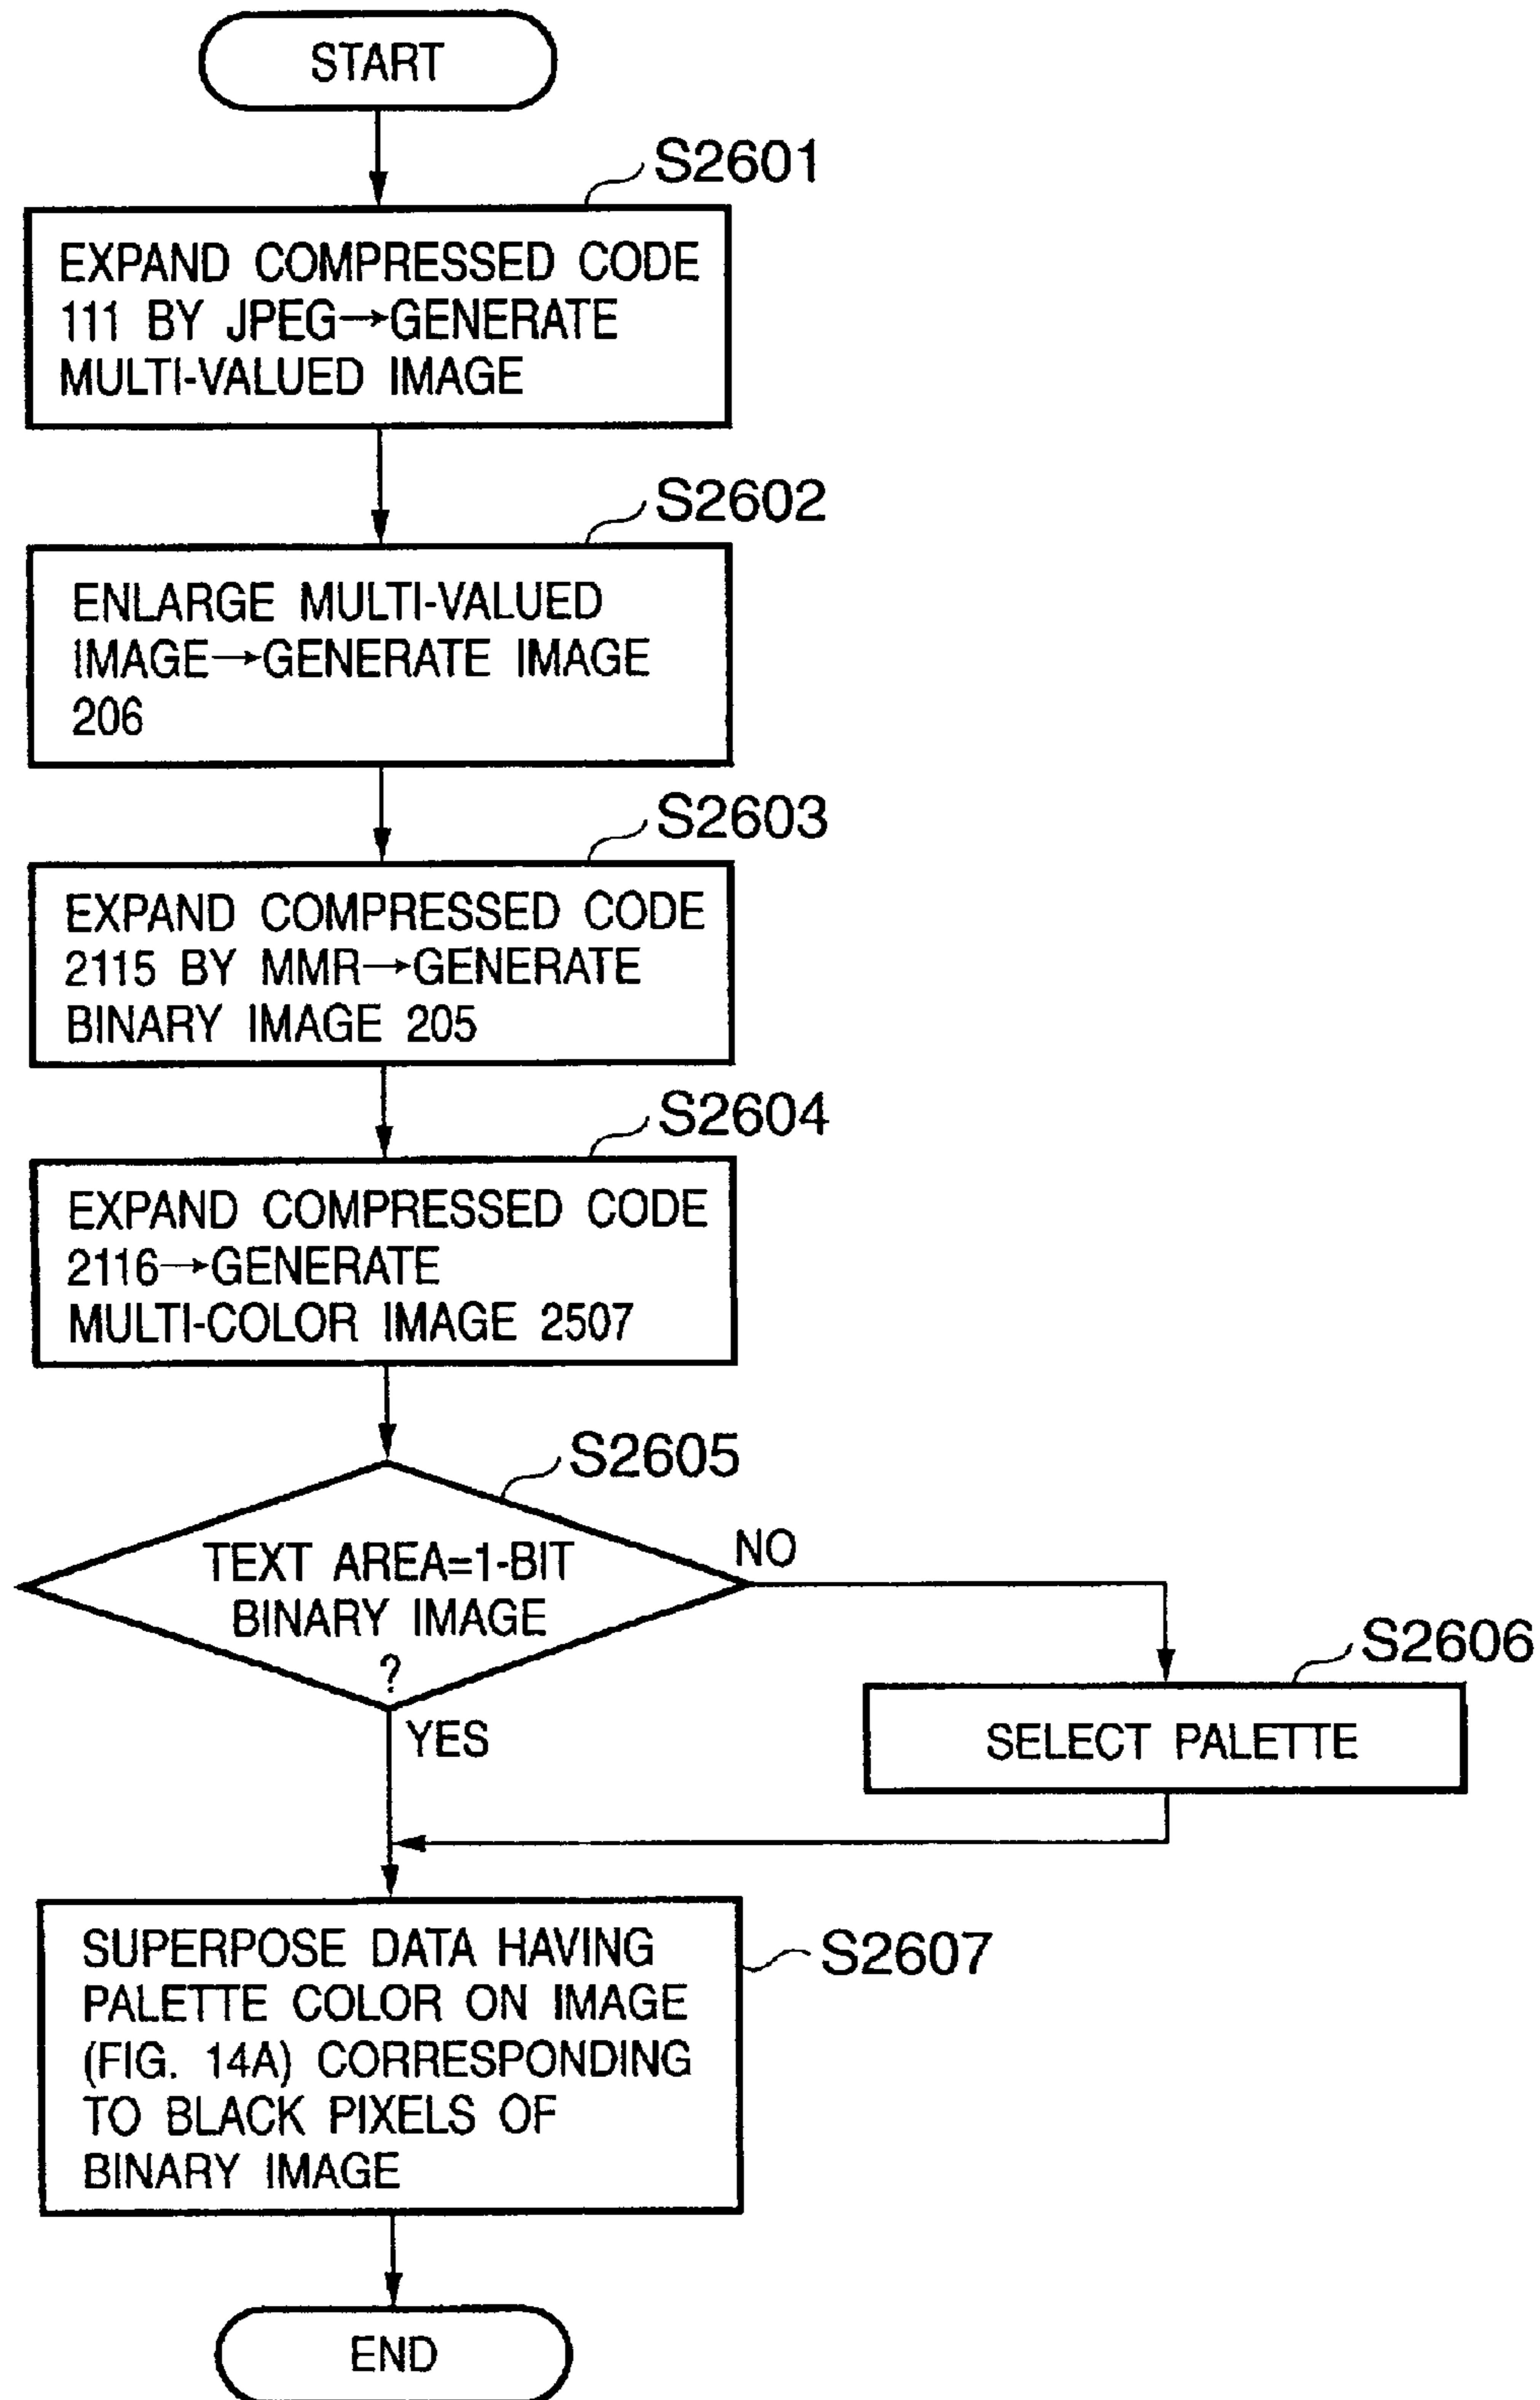 START
S2601
EXPAND COMPRESSED CODE
111 BY JPEG→GENERATE
MULTI-VALUED IMAGE
S2602
ENLARGE MULTI-VALUED
IMAGE→GENERATE IMAGE
206
S2603
EXPAND COMPRESSED CODE
2115 BY MMR→GENERATE
BINARY IMAGE 205
S2604
EXPAND COMPRESSED CODE
2116→GENERATE
MULTI-COLOR IMAGE 2507
S2605
TEXT AREA=1-BIT
BINARY IMAGE
?
NO
YES
S2606
SELECT PALETTE
S2607
SUPERPOSE DATA HAVING
PALETTE COLOR ON IMAGE
(FIG. 14A) CORRESPONDING
TO BLACK PIXELS OF
BINARY IMAGE
END